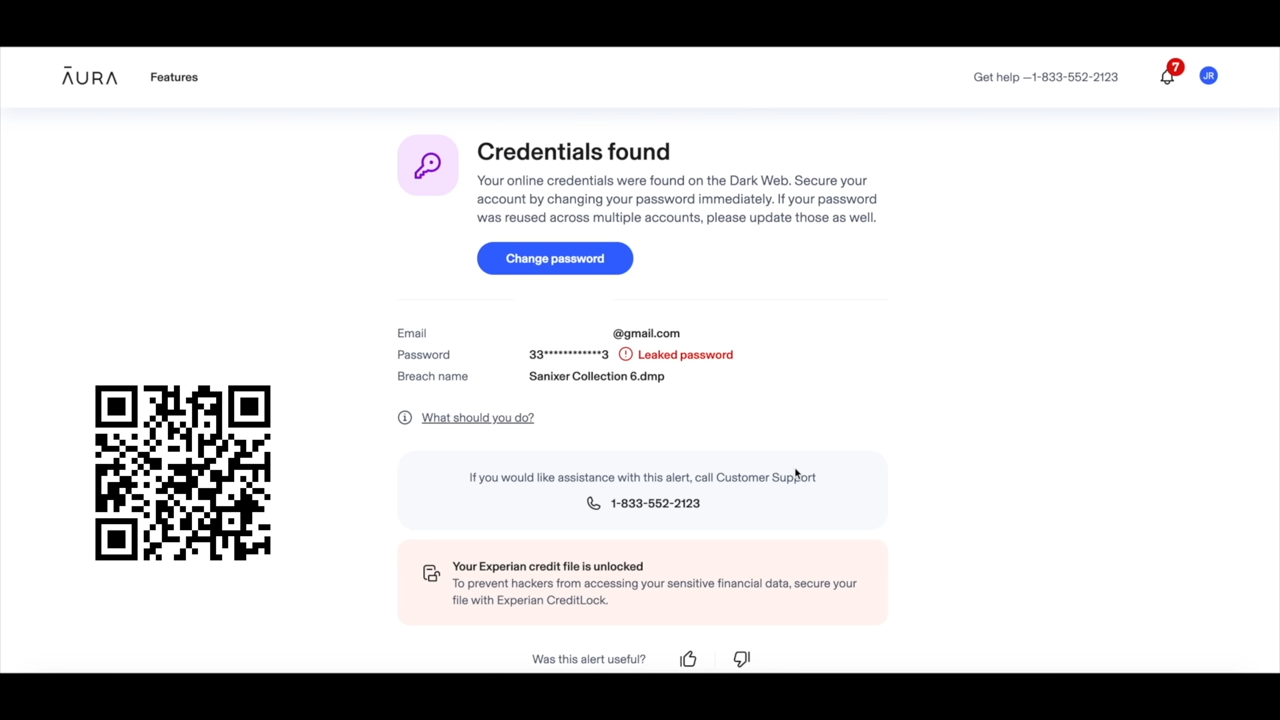 ĀURA
Features
Get help —1-833-552-2123
7
JR
Credentials found
Your online credentials were found on the Dark Web. Secure your
account by changing your password immediately. If your password
was reused across multiple accounts, please update those as well.
Change password
Email @gmail.com
Password 33************3 Leaked password
Breach name Sanixer Collection 6.dmp
What should you do?
If you would like assistance with this alert, call Customer Support
1-833-552-2123
Your Experian credit file is unlocked
To prevent hackers from accessing your sensitive financial data, secure your
file with Experian CreditLock.
Was this alert useful?